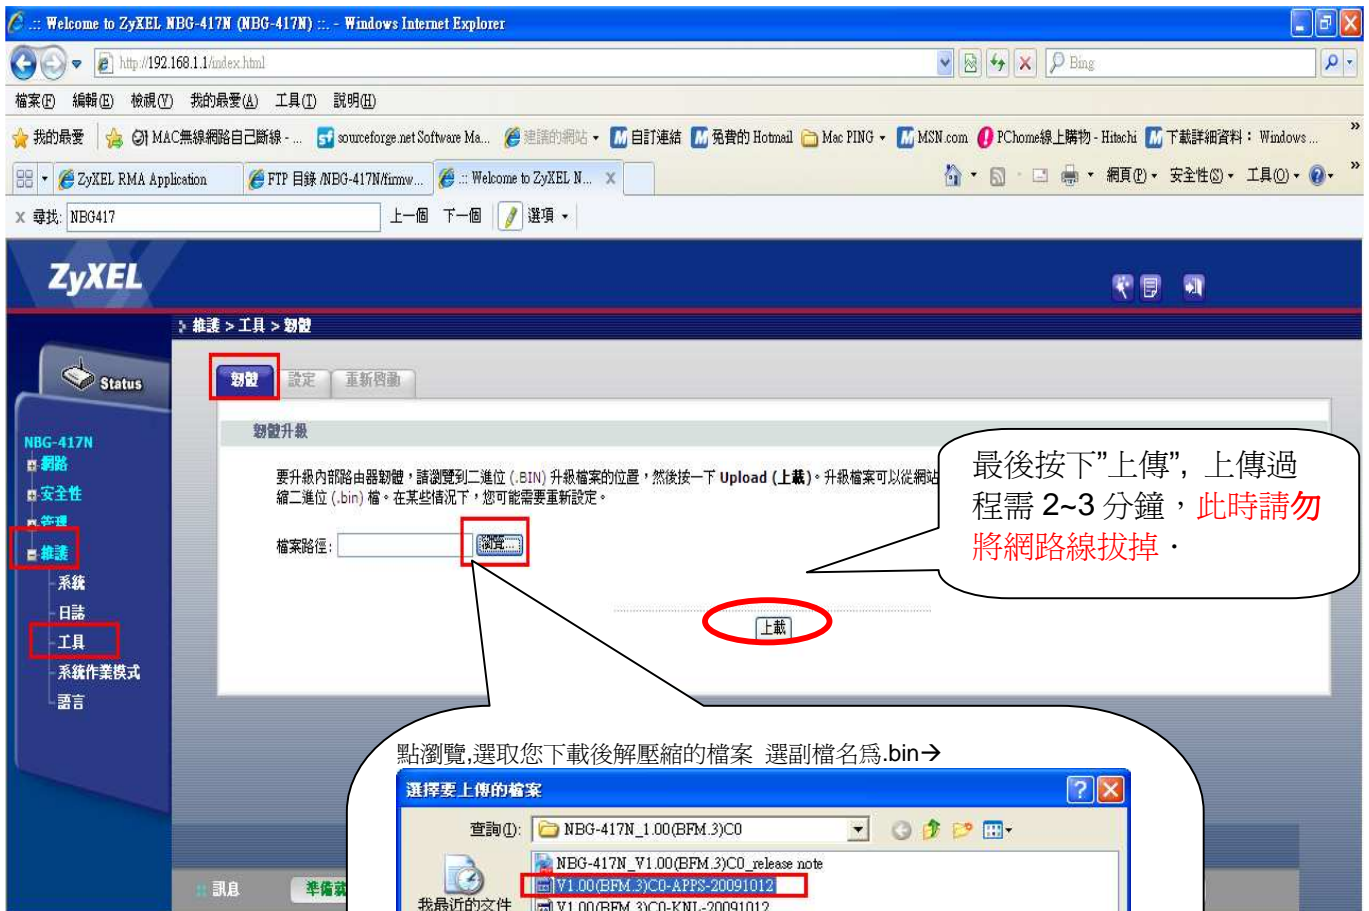 .:: Welcome to ZyXEL NBG-417N (NBG-417N) ::. - Windows Internet Explorer
http://192.168.1.1/index.html
Bing
檔案(F) 編輯(E) 檢視(V) 我的最愛(A) 工具(T) 說明(H)
我的最愛 MAC無線網路自己斷線 - ... sourceforge.net Software Ma... 建議的網站 自訂連結 免費的 Hotmail Mac PING MSN.com PChome線上購物 - Hitachi 下載詳細資料： Windows ... »
ZyXEL RMA Application FTP 目錄 /NBG-417N/firmw... .:: Welcome to ZyXEL N... X 網頁(P) 安全性(S) 工具(O) »
x 尋找: NBG417 上一個 下一個 選項
ZyXEL
維護 > 工具 > 韌體
Status
韌體 設定 重新啟動
韌體升級
NBG-417N
網路
安全性
管理
維護
系統
日誌
工具
系統作業模式
語言
要升級內部路由器韌體，請瀏覽到二進位 (.BIN) 升級檔案的位置，然後按一下 Upload (上載)。升級檔案可以從網站
縮二進位 (.bin) 檔。在某些情況下，您可能需要重新設定。
檔案路徑: 瀏覽...
上載
最後按下”上傳”, 上傳過
程需 2~3 分鐘，此時請勿
將網路線拔掉．
點瀏覽,選取您下載後解壓縮的檔案 選副檔名為.bin→
選擇要上傳的檔案
查詢(I): NBG-417N_1.00(BFM.3)C0
NBG-417N_V1.00(BFM.3)C0_release note
V1.00(BFM.3)C0-APPS-20091012
V1.00(BFM.3)C0-KNL-20091012
我最近的文件
:: 訊息 準備就